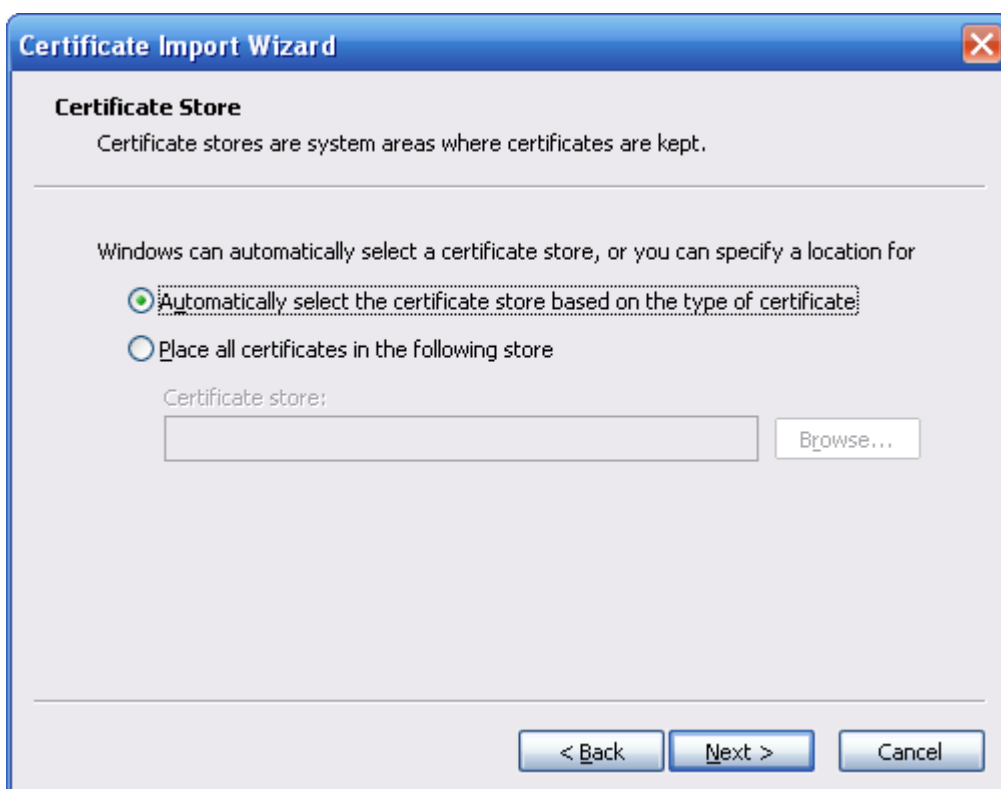 Certificate Import Wizard
Certificate Store
Certificate stores are system areas where certificates are kept.
Windows can automatically select a certificate store, or you can specify a location for
Automatically select the certificate store based on the type of certificate
Place all certificates in the following store
Certificate store:
Browse...
< Back Next > Cancel